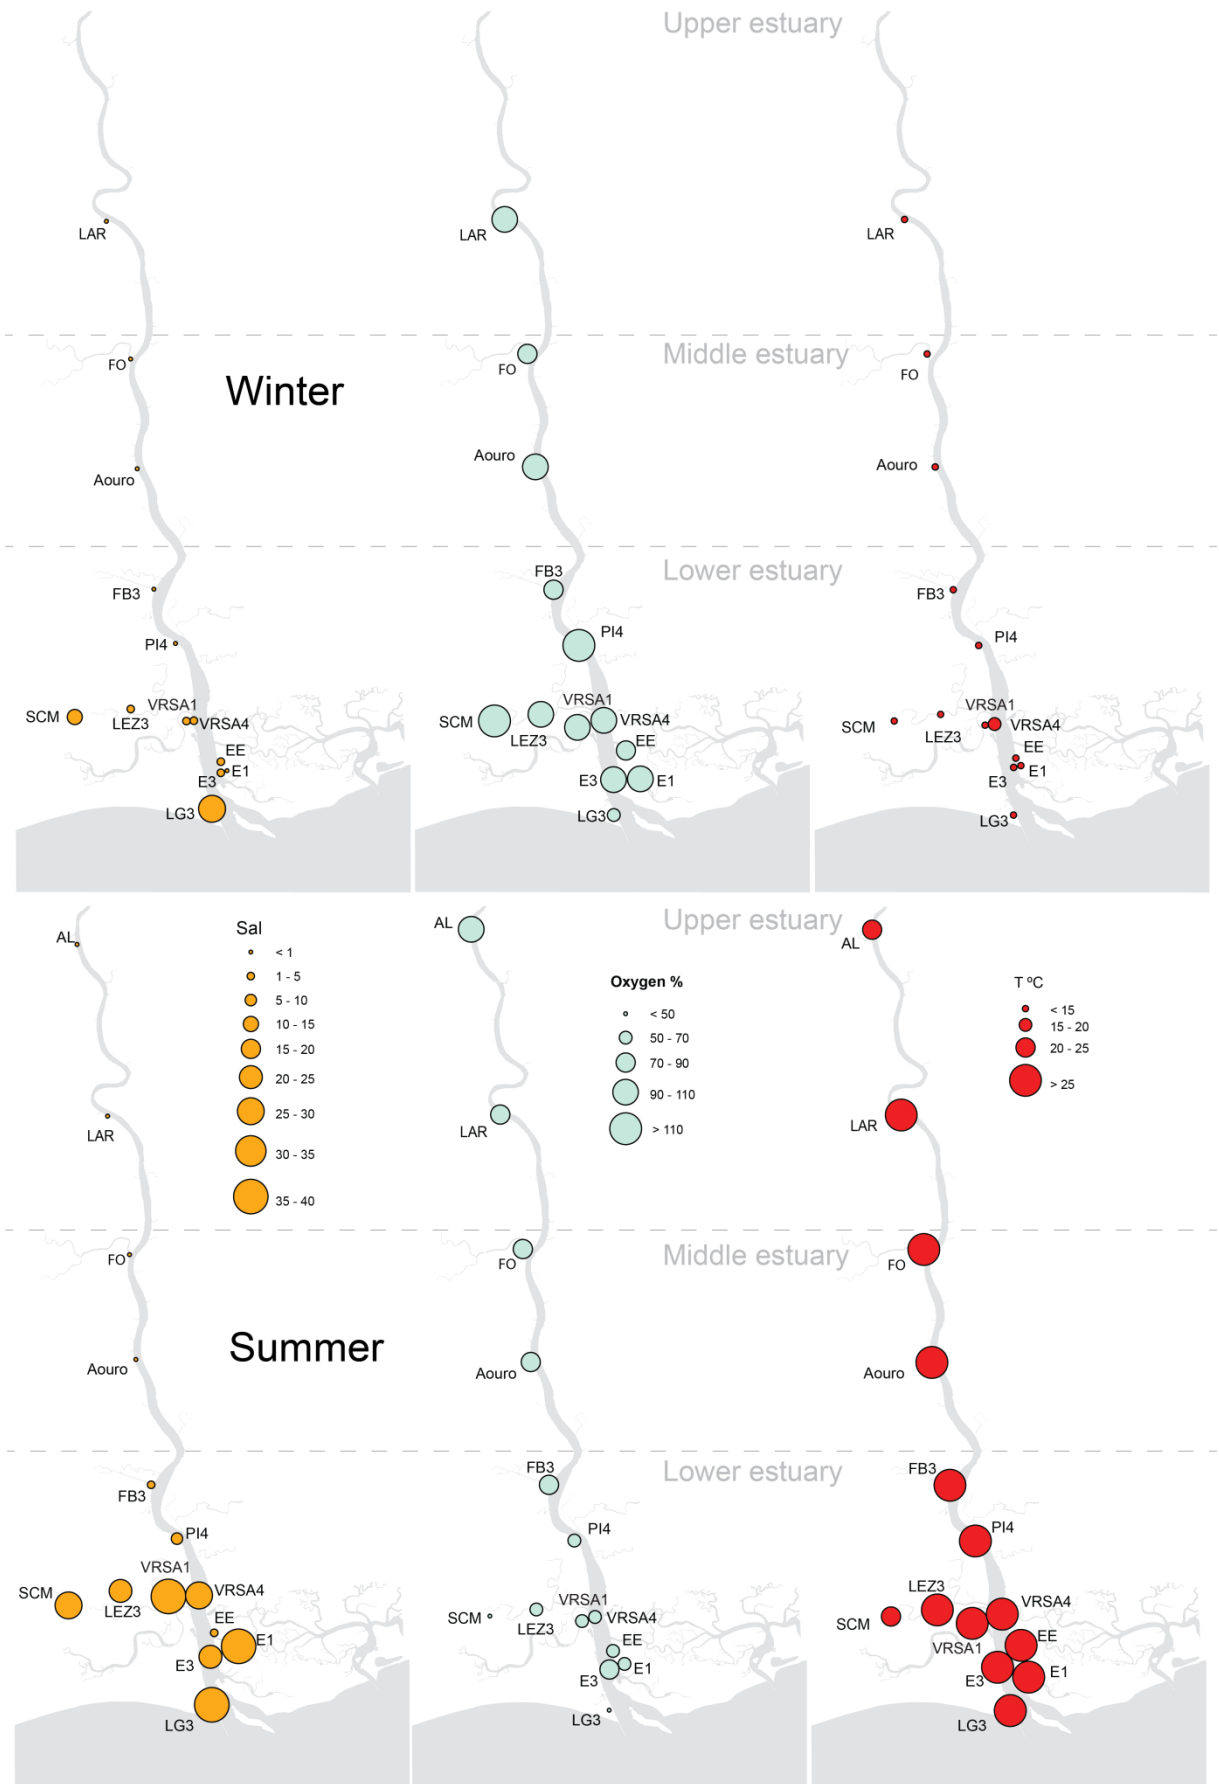 Upper estuary
LAR
LAR
LAR
Middle estuary
FO
FO
FO
Winter
Aouro
Aouro
Aouro
Lower estuary
FB3
FB3
FB3
PI4
PI4
PI4
SCM
LEZ3
VRSA1
VRSA4
EE
E1
E3
LG3
SCM
LEZ3
VRSA1
VRSA4
EE
E3
E1
LG3
SCM
LEZ3
VRSA1
VRSA4
EE
E1
E3
LG3
Upper estuary
AL
AL
AL
Sal
< 1
1 - 5
5 - 10
10 - 15
15 - 20
20 - 25
25 - 30
30 - 35
35 - 40
Oxygen %
< 50
50 - 70
70 - 90
90 - 110
> 110
T ºC
< 15
15 - 20
20 - 25
> 25
LAR
LAR
LAR
Middle estuary
FO
FO
FO
Summer
Aouro
Aouro
Aouro
Lower estuary
FB3
FB3
FB3
PI4
PI4
PI4
SCM
LEZ3
VRSA1
VRSA4
EE
E1
E3
LG3
SCM
LEZ3
VRSA1
VRSA4
EE
E1
E3
LG3
LEZ3
SCM
VRSA1
VRSA4
EE
E3
E1
LG3